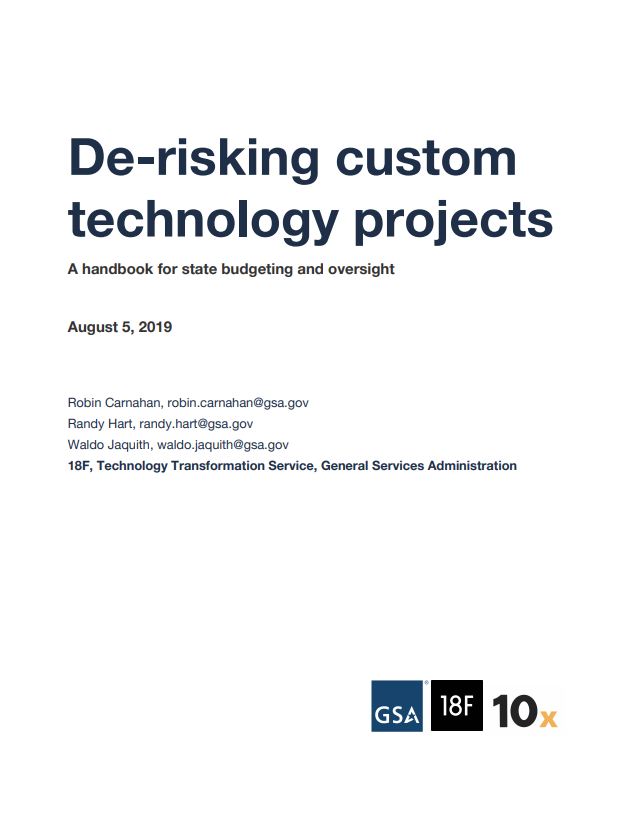 De-risking custom
technology projects
A handbook for state budgeting and oversight
August 5, 2019
Robin Carnahan, robin.carnahan@gsa.gov
Randy Hart, randy.hart@gsa.gov
Waldo Jaquith, waldo.jaquith@gsa.gov
18F, Technology Transformation Service, General Services Administration
GSA ® 18F 10x